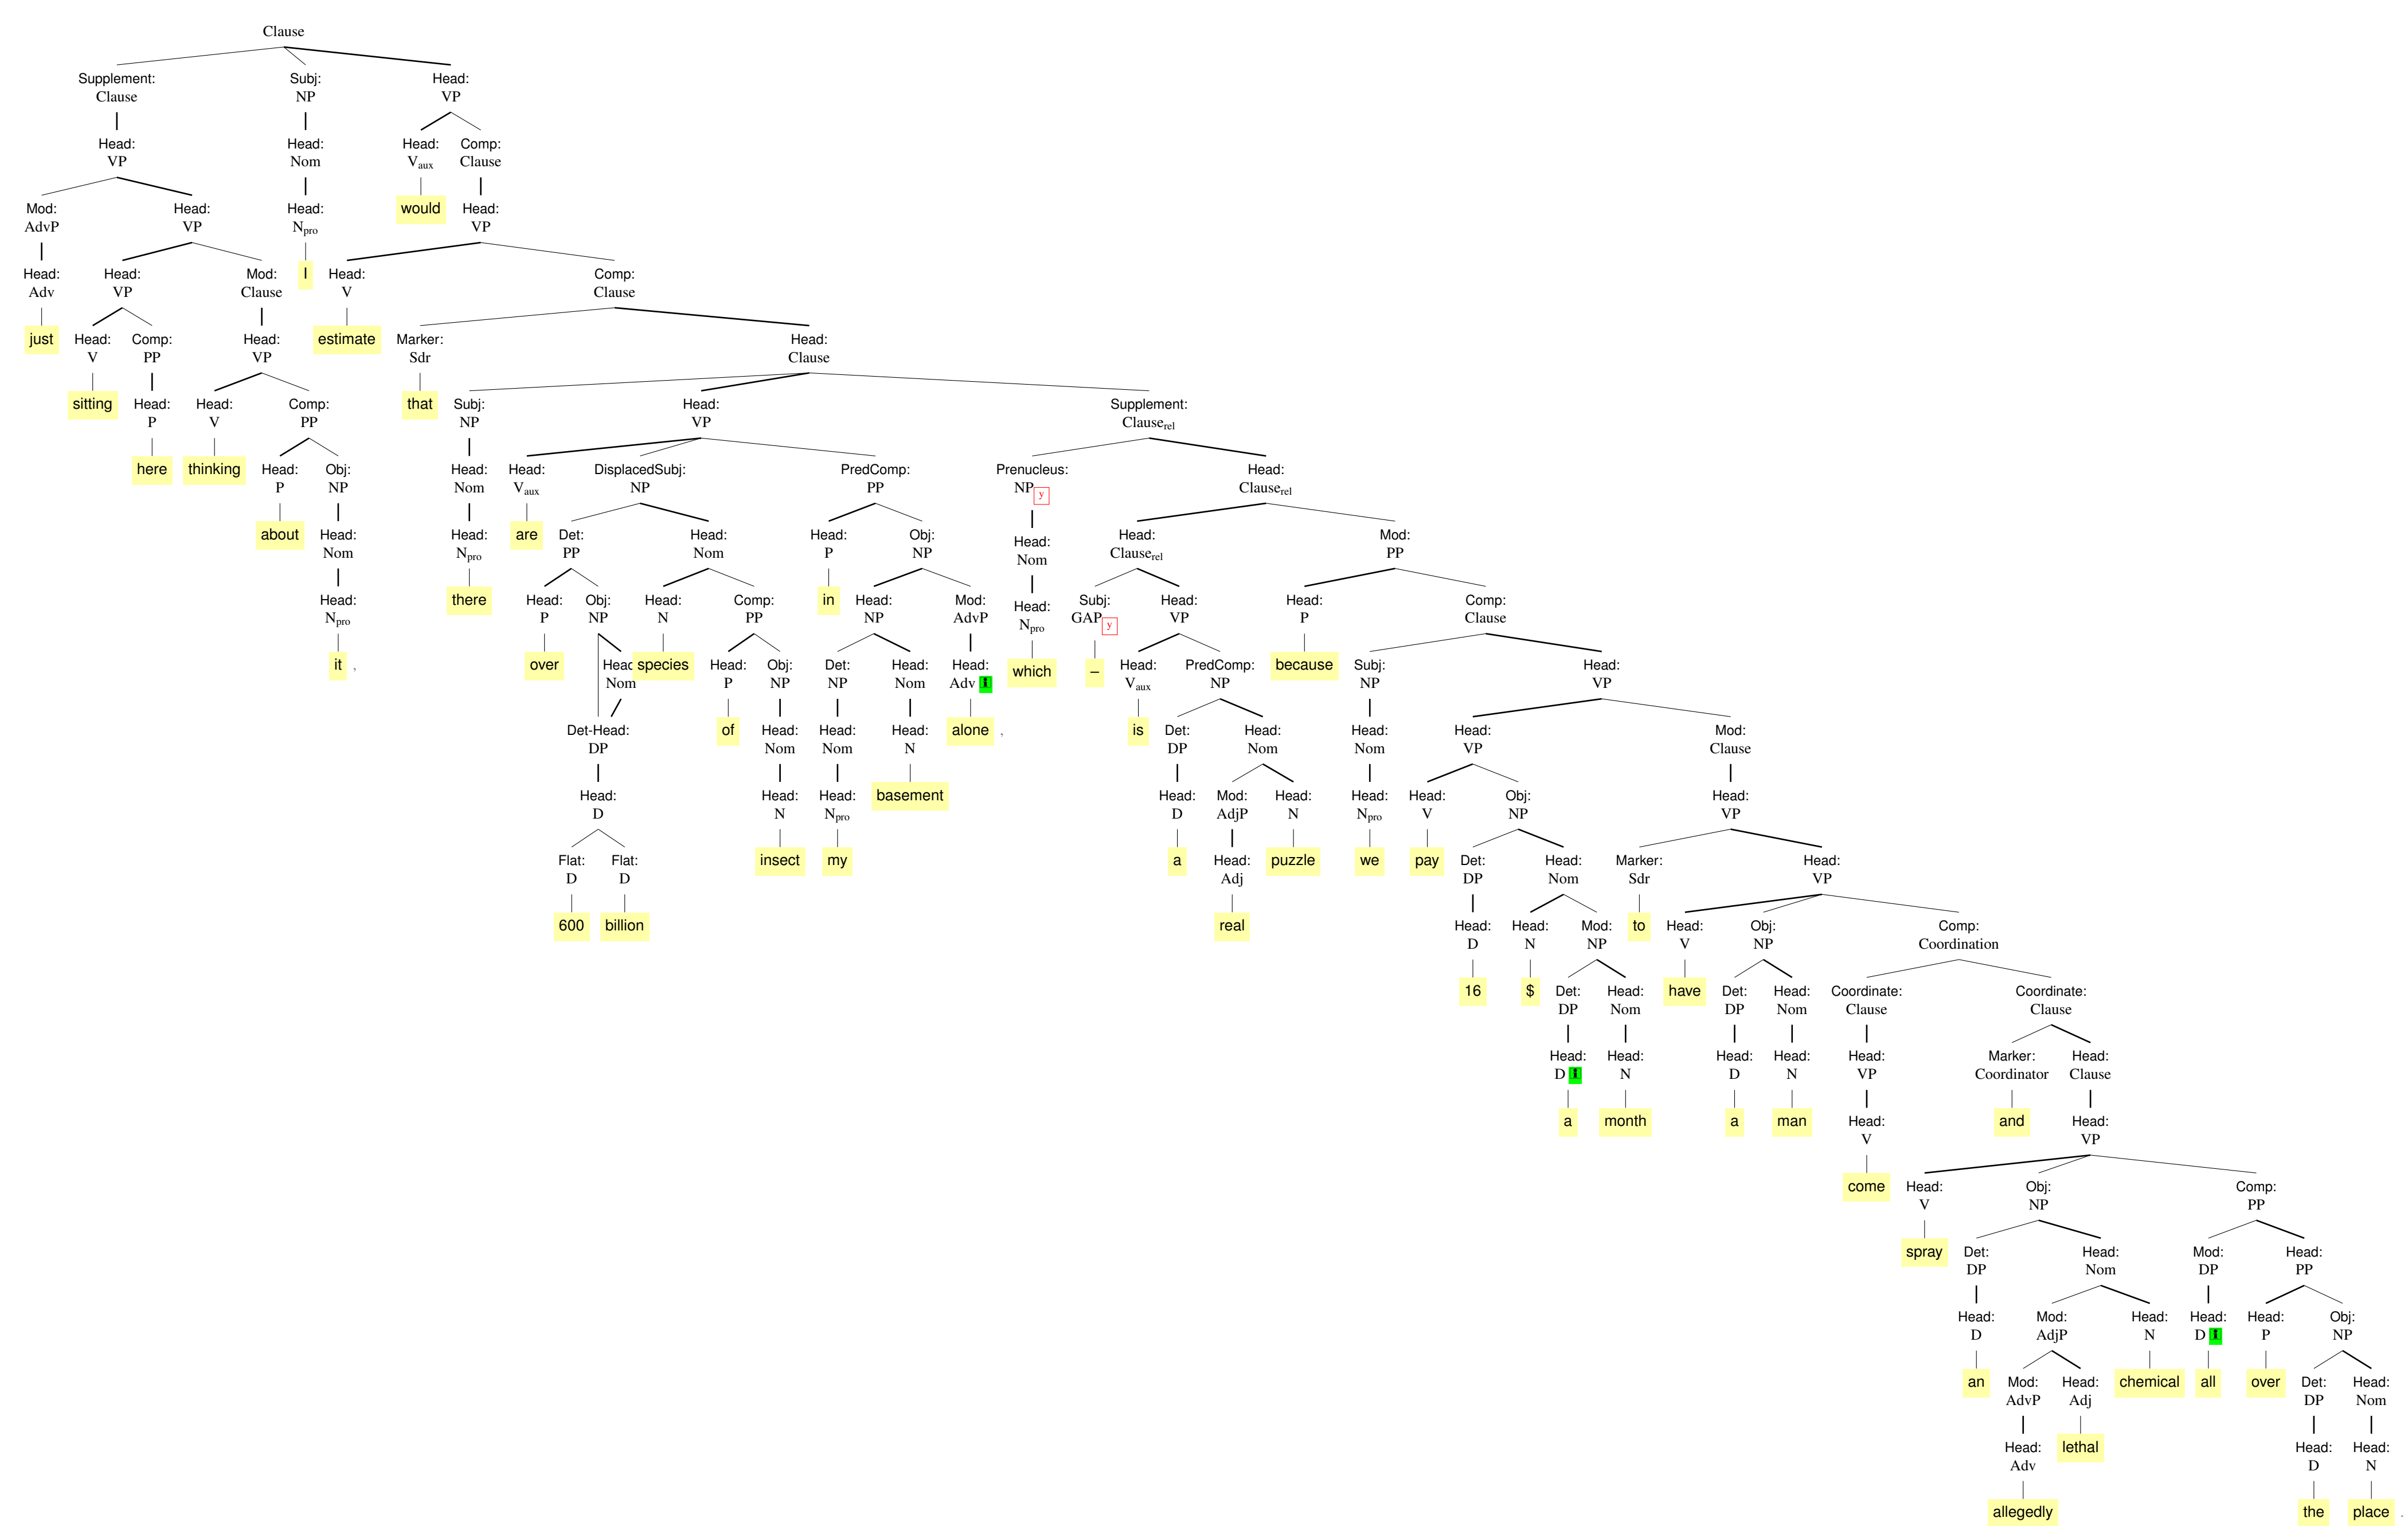 Clause
Supplement: Subj: Head:
Clause NP VP
Head: Head: Head: Comp:
VP Nom Vaux Clause
Mod: Head: Head: would Head:
AdvP VP Npro VP
Head: Head: Mod: I Head: Comp:
Adv VP Clause V Clause
just Head: Comp: Head: estimate Marker: Head:
V PP VP Sdr Clause
sitting Head: Head: Comp: that Subj: Head: Supplement:
P V PP NP VP Clauserel
here thinking Head: Obj: Head: Head: DisplacedSubj: PredComp: Prenucleus: Head:
P NP Nom Vaux NP PP NP y Clauserel
about Head: Head: are Det: Head: Head: Obj: Head: Head: Mod:
Nom Npro PP Nom P NP Nom Clauserel PP
Head: there Head: Obj: Head: Comp: in Head: Mod: Head: Subj: Head: Head: Comp:
Npro P NP N PP NP AdvP Npro GAP y VP P Clause
it , over Head: species Head: Obj: Det: Head: Head: which – Head: PredComp: because Subj: Head:
Nom P NP NP Nom Adv i Vaux NP NP VP
Det-Head: of Head: Head: Head: alone , is Det: Head: Head: Head: Mod:
DP Nom Nom N DP Nom Nom VP Clause
Head: Head: Head: basement Head: Mod: Head: Head: Head: Obj: Head:
D N Npro D AdjP N Npro V NP VP
Flat: Flat: insect my a Head: puzzle we pay Det: Head: Marker: Head:
D D Adj DP Nom Sdr VP
600 billion real Head: Head: Mod: to Head: Obj: Comp:
D N NP V NP Coordination
16 $ Det: Head: have Det: Head: Coordinate: Coordinate:
DP Nom DP Nom Clause Clause
Head: Head: Head: Head: Head: Marker: Head:
D i N D N VP Coordinator Clause
a month a man Head: and Head:
V VP
come Head: Obj: Comp:
V NP PP
spray Det: Head: Mod: Head:
DP Nom DP PP
Head: Mod: Head: Head: Head: Obj:
D AdjP N D i P NP
an Mod: Head: chemical all over Det: Head:
AdvP Adj DP Nom
Head: lethal Head: Head:
Adv D N
allegedly the place .